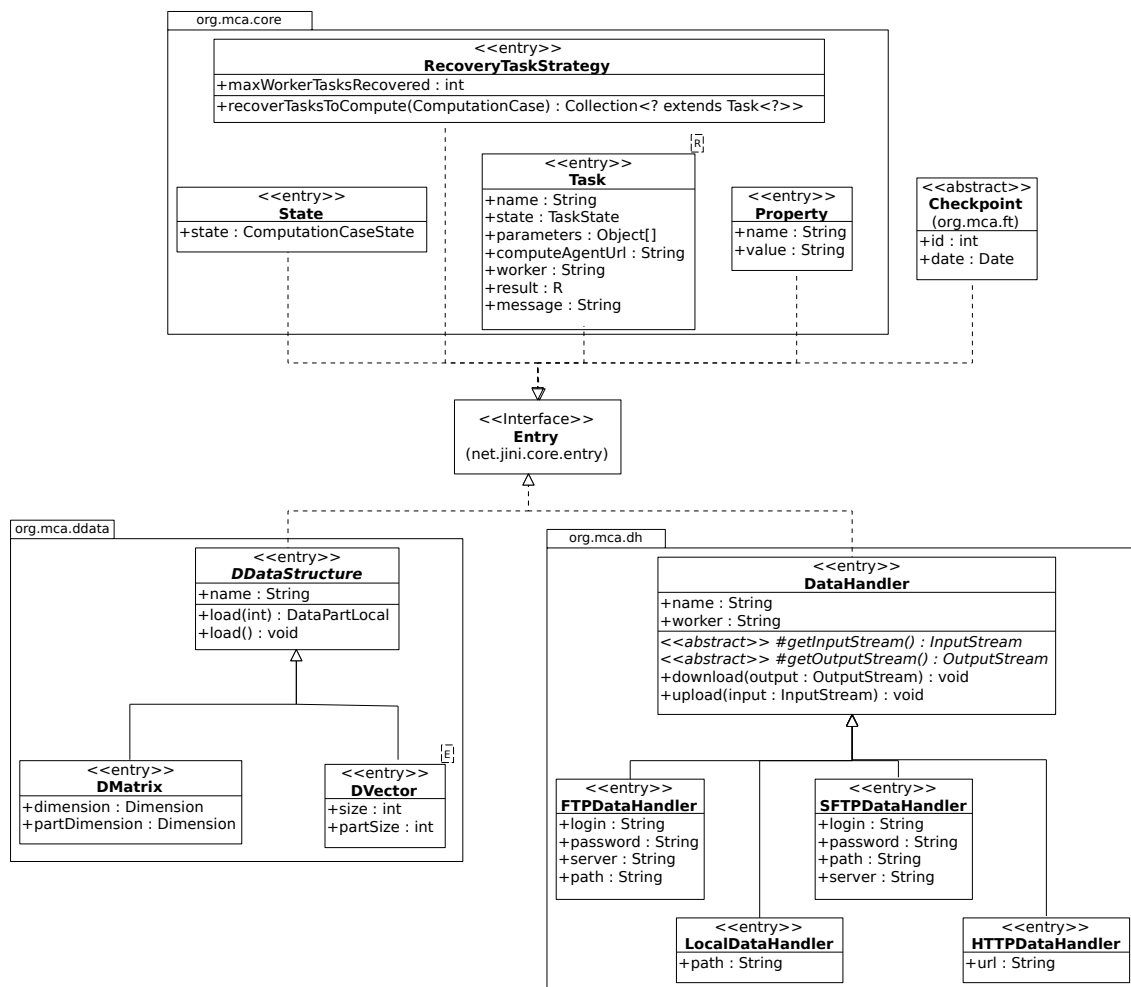 org.mca.core
<<entry>>
RecoveryTaskStrategy
+maxWorkerTasksRecovered : int
+recoverTasksToCompute(ComputationCase) : Collection<? extends Task<?>>
R
<<entry>>
Task
+name : String
+state : TaskState
+parameters : Object[]
+computeAgentUrl : String
+worker : String
+result : R
+message : String
<<entry>>
State
+state : ComputationCaseState
<<entry>>
Property
+name : String
+value : String
<<abstract>>
Checkpoint
(org.mca.ft)
+id : int
+date : Date
<<Interface>>
Entry
(net.jini.core.entry)
org.mca.ddata
<<entry>>
DDataStructure
+name : String
+load(int) : DataPartLocal
+load() : void
<<entry>>
DMatrix
+dimension : Dimension
+partDimension : Dimension
E
<<entry>>
DVector
+size : int
+partSize : int
org.mca.dh
<<entry>>
DataHandler
+name : String
+worker : String
<<abstract>> #getInputStream() : InputStream
<<abstract>> #getOutputStream() : OutputStream
+download(output : OutputStream) : void
+upload(input : InputStream) : void
<<entry>>
FTPDataHandler
+login : String
+password : String
+server : String
+path : String
<<entry>>
SFTPDataHandler
+login : String
+password : String
+path : String
+server : String
<<entry>>
LocalDataHandler
+path : String
<<entry>>
HTTPDataHandler
+url : String